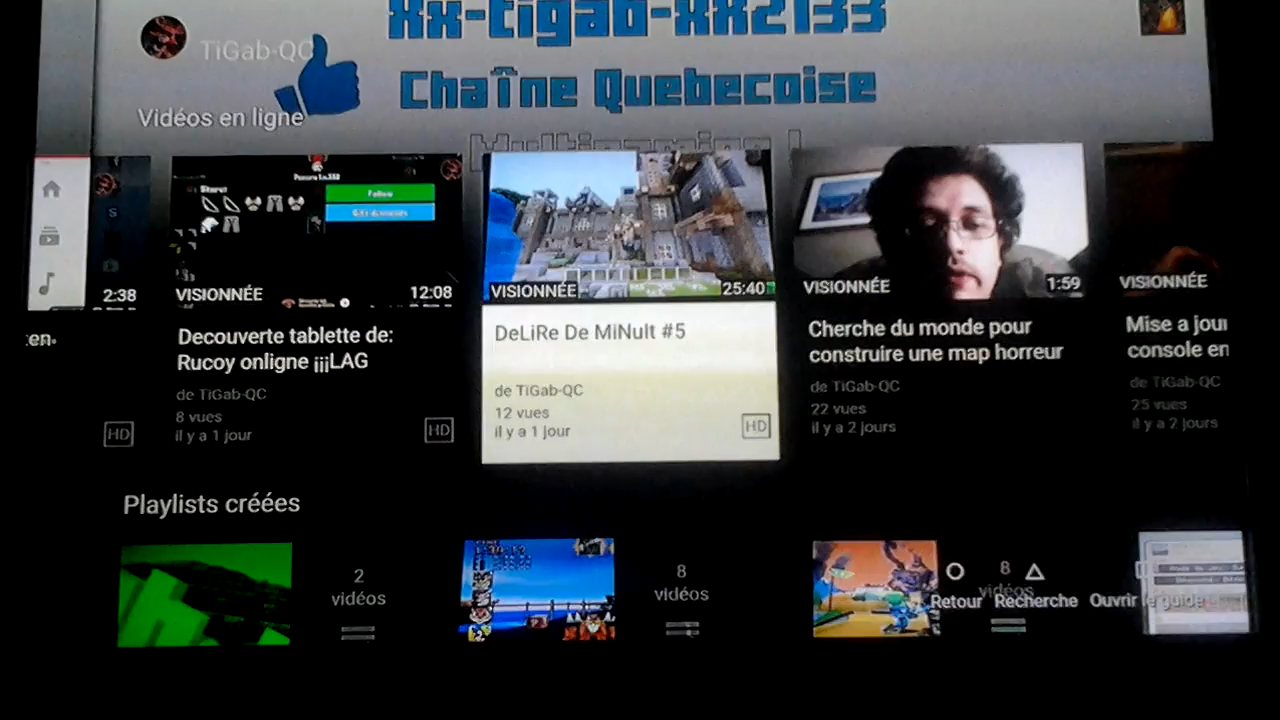 Xx-tigab-xx2133
TiGab-QC
Chaîne Quebecoise
Vidéos en ligne
Follow
2:38
VISIONNÉE
12:08
VISIONNÉE
25:40
VISIONNÉE
1:59
VISIONNÉE
Decouverte tablette de:
Rucoy onligne ¡¡¡LAG
de TiGab-QC
8 vues
il y a 1 jour
HD
HD
DeLiRe De MiNuIt #5
de TiGab-QC
12 vues
il y a 1 jour
HD
Cherche du monde pour
construire une map horreur
de TiGab-QC
22 vues
il y a 2 jours
Mise a jour
console en
de TiGab-QC
25 vues
il y a 2 jours
Playlists créées
2
vidéos
8
vidéos
8
vidéos
Retour
Recherche
Ouvrir le guide